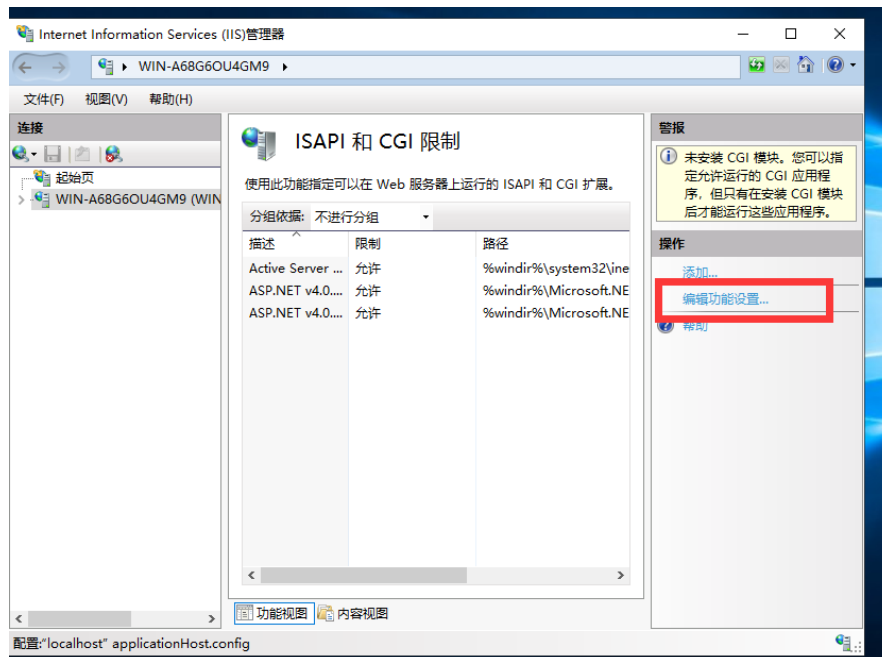 Internet Information Services (IIS)管理器
WIN-A68G6OU4GM9
文件(F) 视图(V) 帮助(H)
连接
起始页
WIN-A68G6OU4GM9 (WIN
ISAPI 和 CGI 限制
使用此功能指定可以在 Web 服务器上运行的 ISAPI 和 CGI 扩展。
分组依据: 不进行分组
描述 限制 路径
Active Server ... 允许 %windir%\system32\ine
ASP.NET v4.0.... 允许 %windir%\Microsoft.NE
ASP.NET v4.0.... 允许 %windir%\Microsoft.NE
功能视图 内容视图
警报
未安装 CGI 模块。您可以指
定允许运行的 CGI 应用程
序，但只有在安装 CGI 模块
后才能运行这些应用程序。
操作
添加...
编辑功能设置...
帮助
配置:"localhost" applicationHost.config